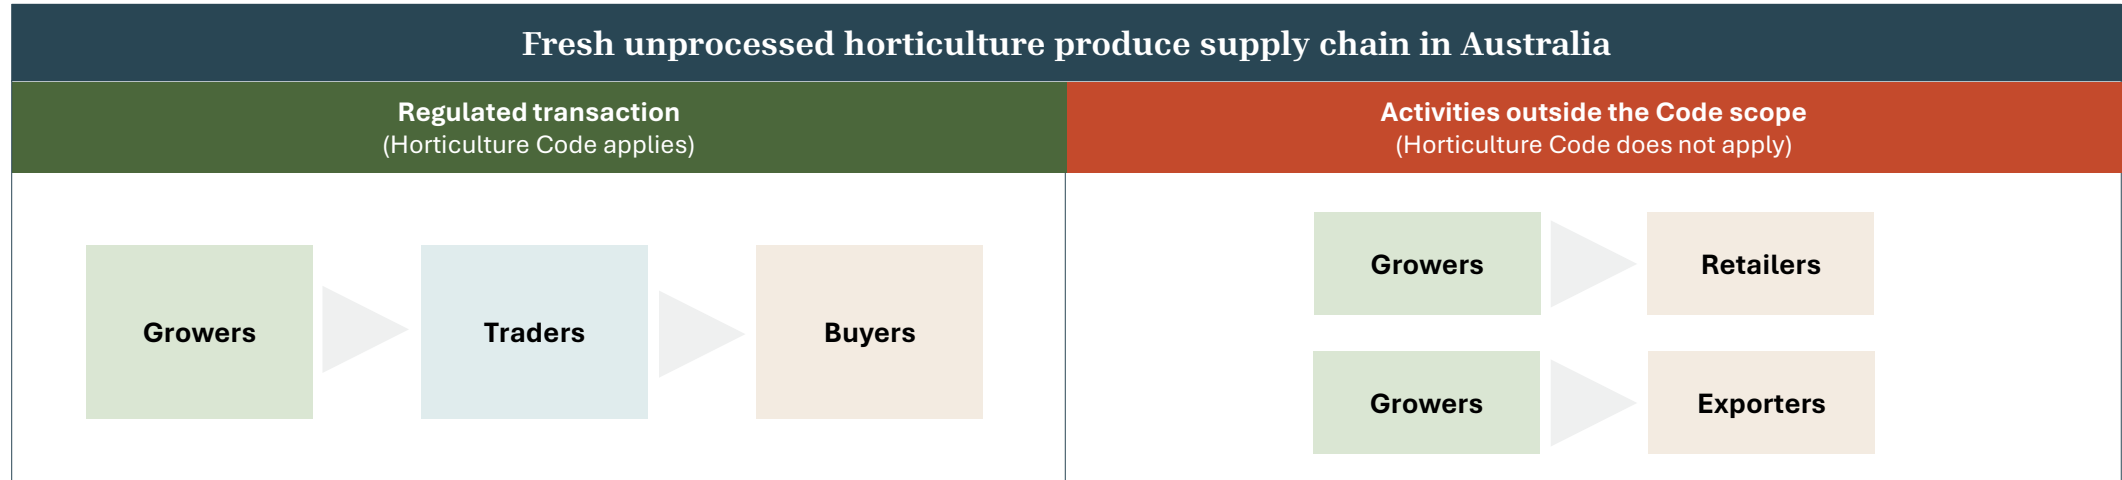 Fresh unprocessed horticulture produce supply chain in Australia
Regulated transaction
(Horticulture Code applies)
Activities outside the Code scope
(Horticulture Code does not apply)
Growers
Traders
Buyers
Growers
Retailers
Growers
Exporters